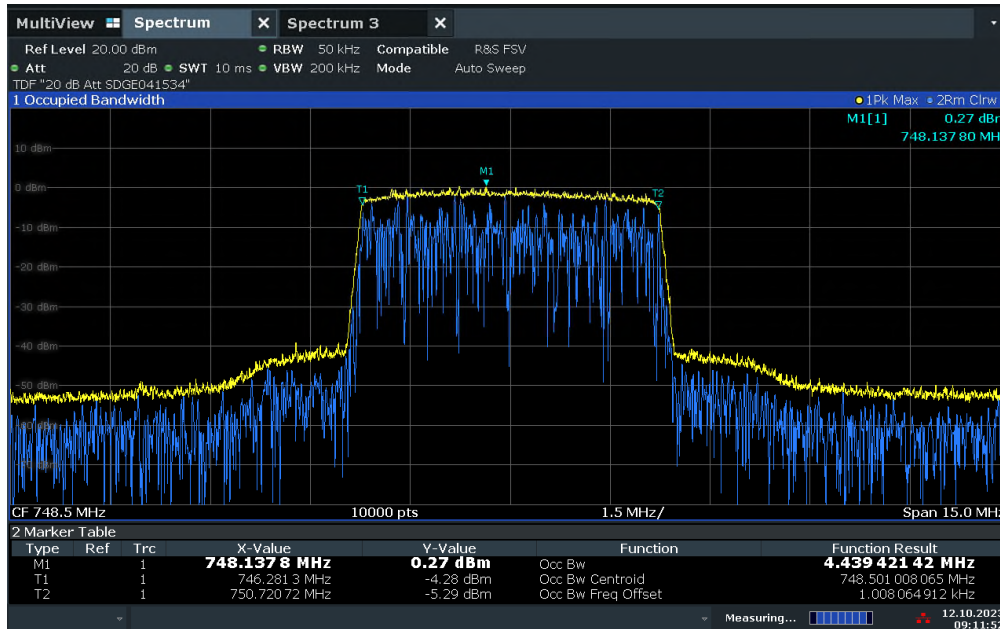 MultiView Spectrum X Spectrum 3 X
Ref Level 20.00 dBm RBW 50 kHz Compatible R&S FSV
Att 20 dB SWT 10 ms VBW 200 kHz Mode Auto Sweep
TDF "20 dB Att SDGE041534"
1 Occupied Bandwidth 1Pk Max 2Rm Clrw
M1[1] 0.27 dBm
748.137 80 MH
10 dBm
M1
0 dBm
T1 T2
-10 dBm
-20 dBm
-30 dBm
-40 dBm
-50 dBm
CF 748.5 MHz 10000 pts 1.5 MHz/ Span 15.0 MHz
2 Marker Table
Type Ref Trc X-Value Y-Value Function Function Result
M1 1 748.137 8 MHz 0.27 dBm Occ Bw 4.439 421 42 MHz
T1 1 746.281 3 MHz -4.28 dBm Occ Bw Centroid 748.501 008 065 MHz
T2 1 750.720 72 MHz -5.29 dBm Occ Bw Freq Offset 1.008 064 912 kHz
Measuring... 12.10.2023
09:11:52